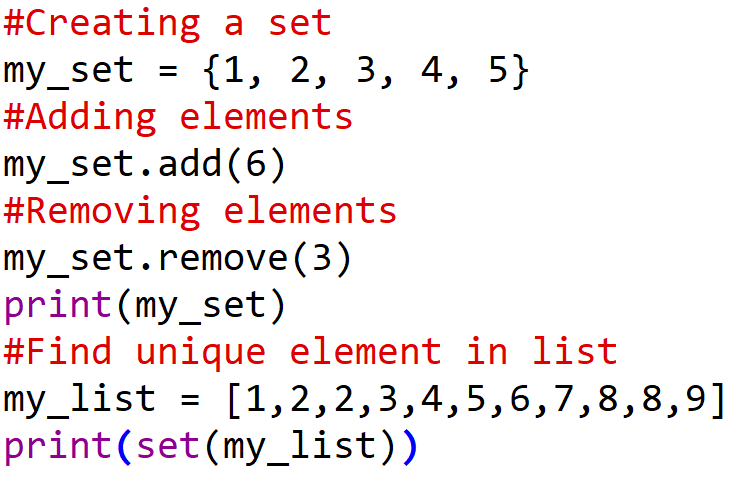 #Creating a set
my_set = {1, 2, 3, 4, 5}
#Adding elements
my_set.add(6)
#Removing elements
my_set.remove(3)
print(my_set)
#Find unique element in list
my_list = [1,2,2,3,4,5,6,7,8,8,9]
print(set(my_list))